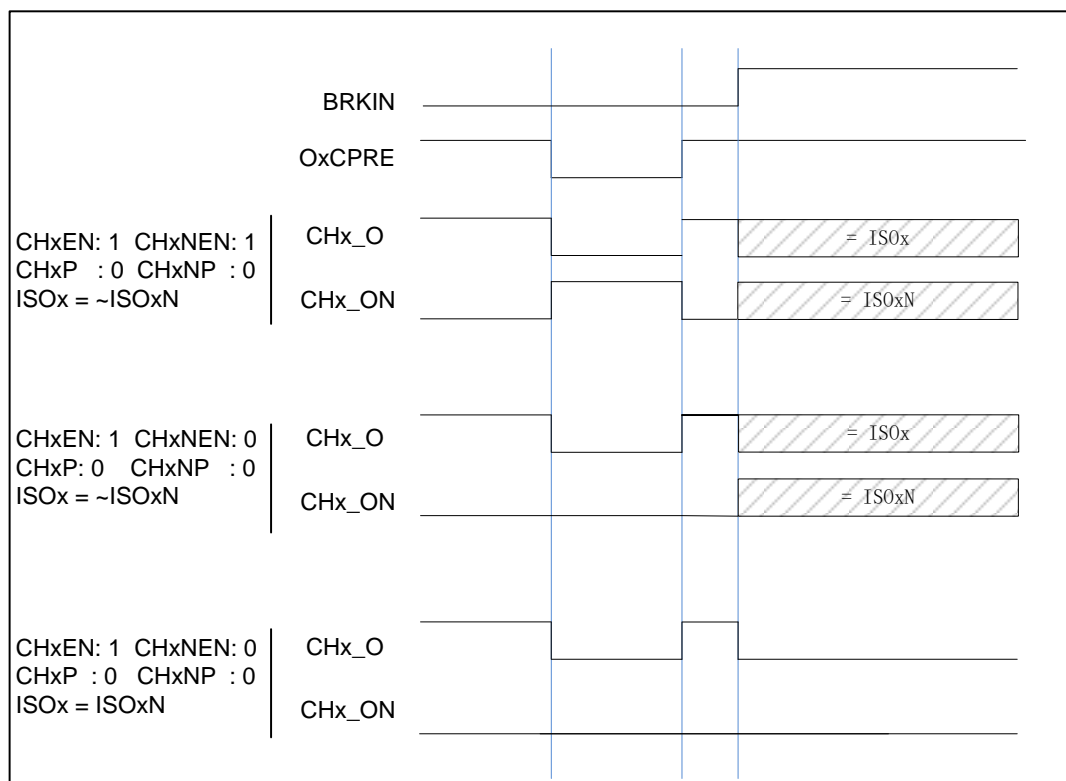 BRKIN
OxCPRE
CHxEN: 1 CHxNEN: 1
CHxP : 0 CHxNP : 0
ISOx = ~ISOxN
CHx_O
= ISOx
CHx_ON
= ISOxN
CHxEN: 1 CHxNEN: 0
CHxP: 0 CHxNP : 0
ISOx = ~ISOxN
CHx_O
= ISOx
CHx_ON
= ISOxN
CHxEN: 1 CHxNEN: 0
CHxP : 0 CHxNP : 0
ISOx = ISOxN
CHx_O
CHx_ON